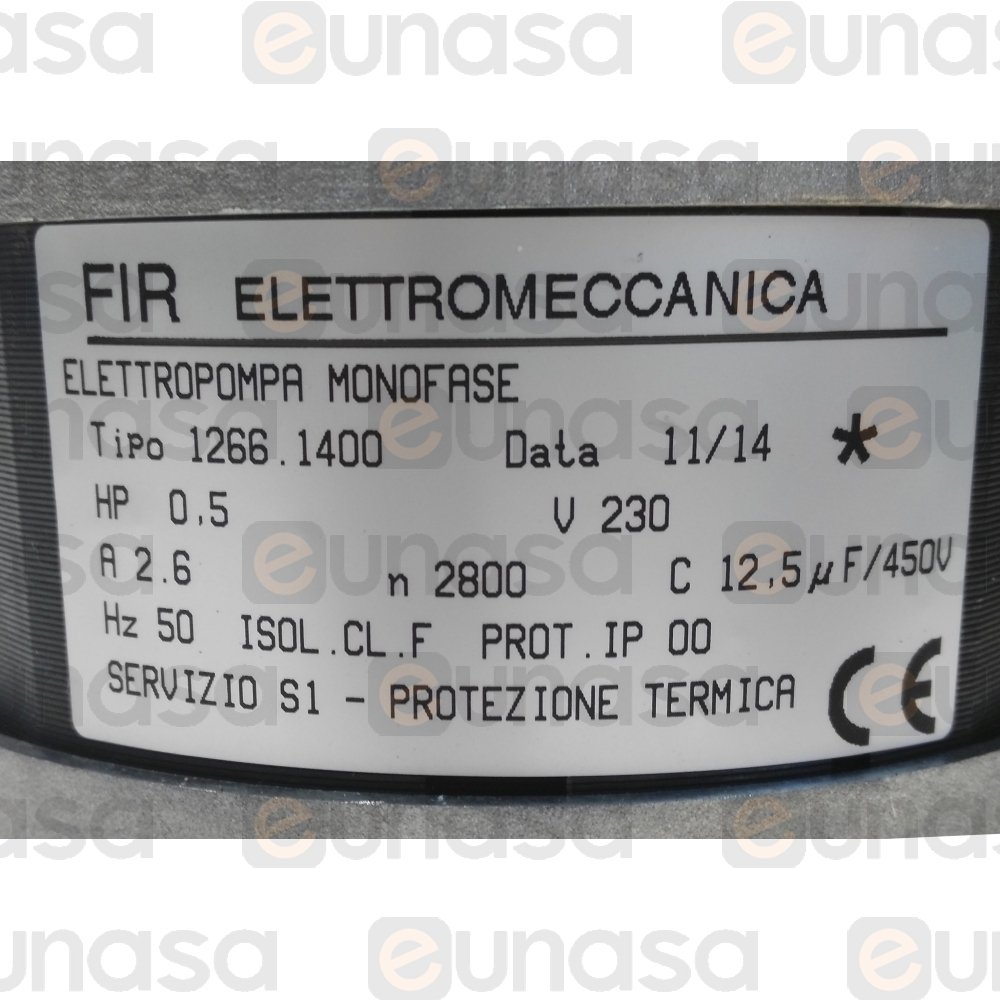 FIR ELETTROMECCANICA
ELETTROPOMPA MONOFASE
Tipo 1266.1400 Data 11/14 *
HP 0,5 V 230
A 2.6 n 2800 C 12,5µF/450V
Hz 50 ISOL.CL.F PROT.IP 00
SERVIZIO S1 - PROTEZIONE TERMICA CE
eunasa